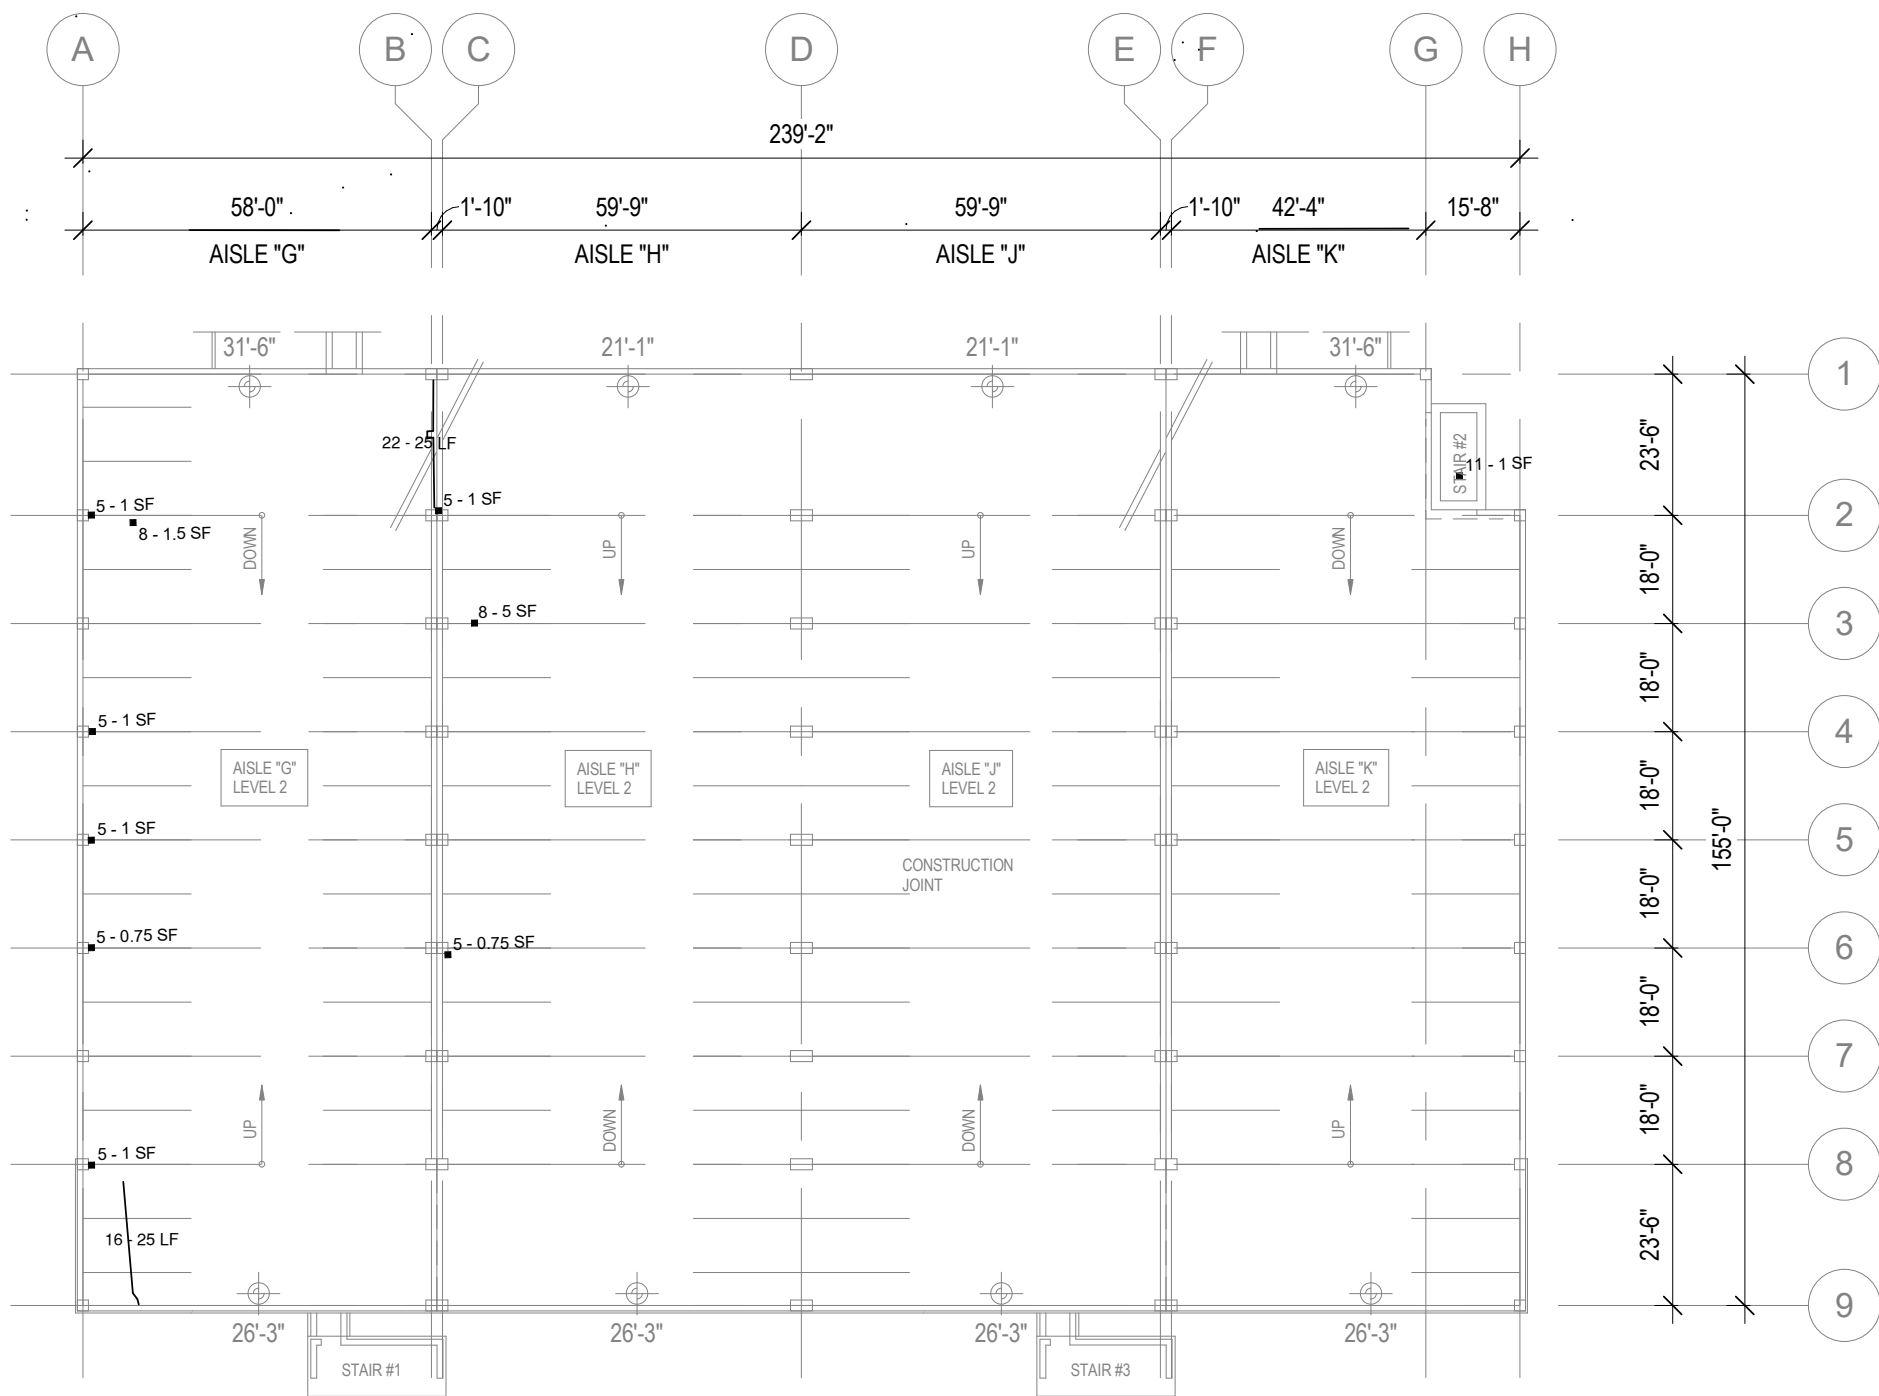 A B C D E F G H
239'-2"
58'-0" 1'-10" 59'-9" 59'-9" 1'-10" 42'-4" 15'-8"
AISLE "G" AISLE "H" AISLE "J" AISLE "K"
31'-6" 21'-1" 21'-1" 31'-6"
1
22 - 25 LF
23'-6"
STAIR #2
11 - 1 SF
5 - 1 SF
5 - 1 SF
2
8 - 1.5 SF
DOWN
UP
UP
DOWN
18'-0"
8 - 5 SF
3
18'-0"
5 - 1 SF
4
AISLE "G"
LEVEL 2
AISLE "H"
LEVEL 2
AISLE "J"
LEVEL 2
AISLE "K"
LEVEL 2
18'-0"
5 - 1 SF
155'-0"
5
CONSTRUCTION
JOINT
18'-0"
5 - 0.75 SF
5 - 0.75 SF
6
18'-0"
7
UP
DOWN
DOWN
UP
18'-0"
5 - 1 SF
8
16 - 25 LF
23'-6"
9
26'-3" 26'-3" 26'-3" 26'-3"
STAIR #1
STAIR #3